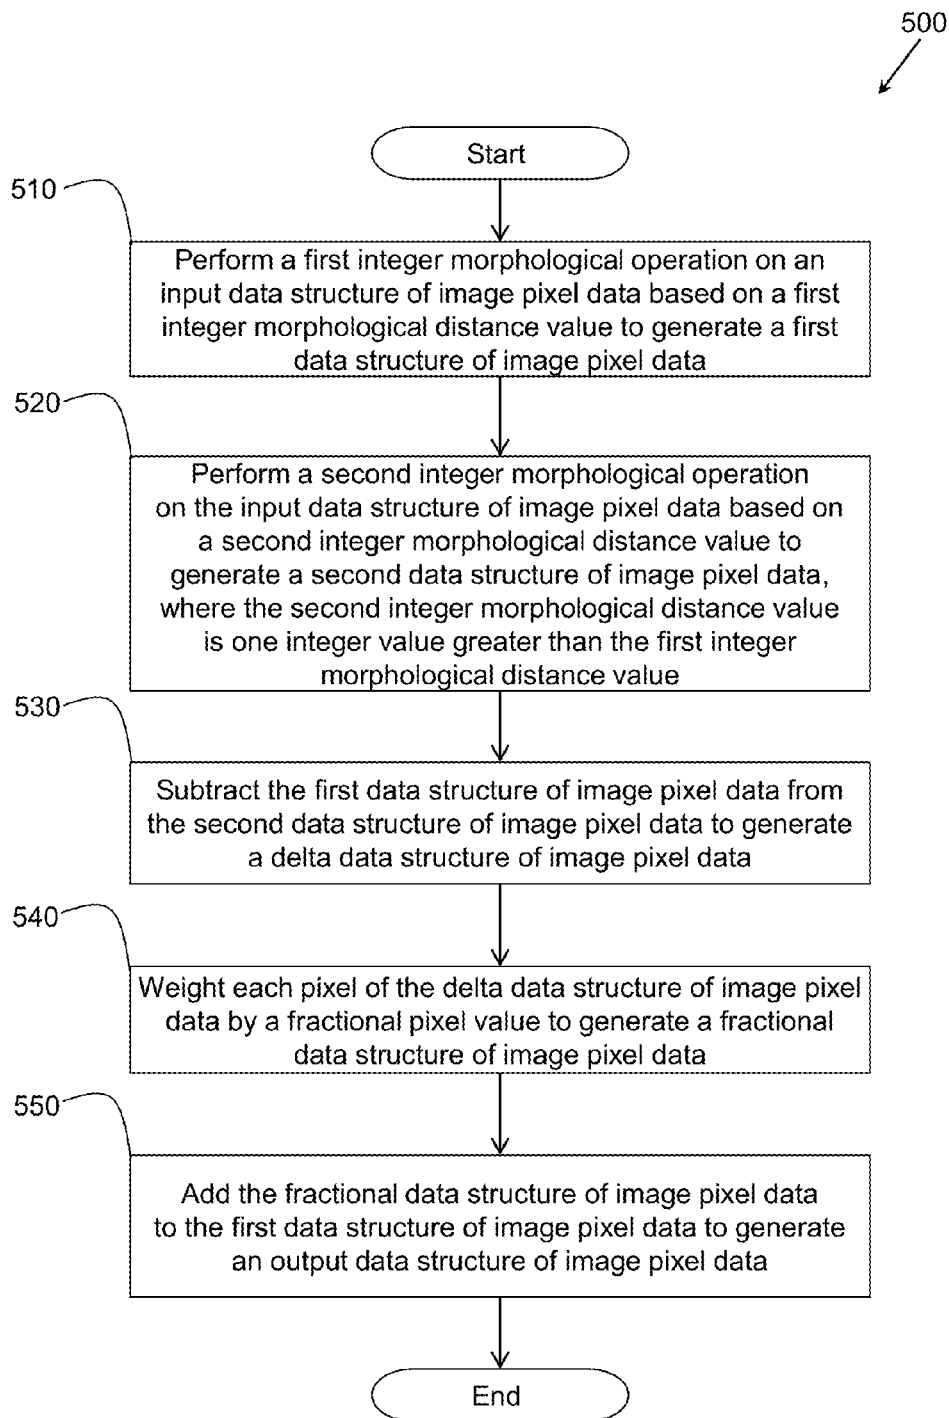 500
Start
510
Perform a first integer morphological operation on an
input data structure of image pixel data based on a first
integer morphological distance value to generate a first
data structure of image pixel data
520
Perform a second integer morphological operation
on the input data structure of image pixel data based on
a second integer morphological distance value to
generate a second data structure of image pixel data,
where the second integer morphological distance value
is one integer value greater than the first integer
morphological distance value
530
Subtract the first data structure of image pixel data from
the second data structure of image pixel data to generate
a delta data structure of image pixel data
540
Weight each pixel of the delta data structure of image pixel
data by a fractional pixel value to generate a fractional
data structure of image pixel data
550
Add the fractional data structure of image pixel data
to the first data structure of image pixel data to generate
an output data structure of image pixel data
End